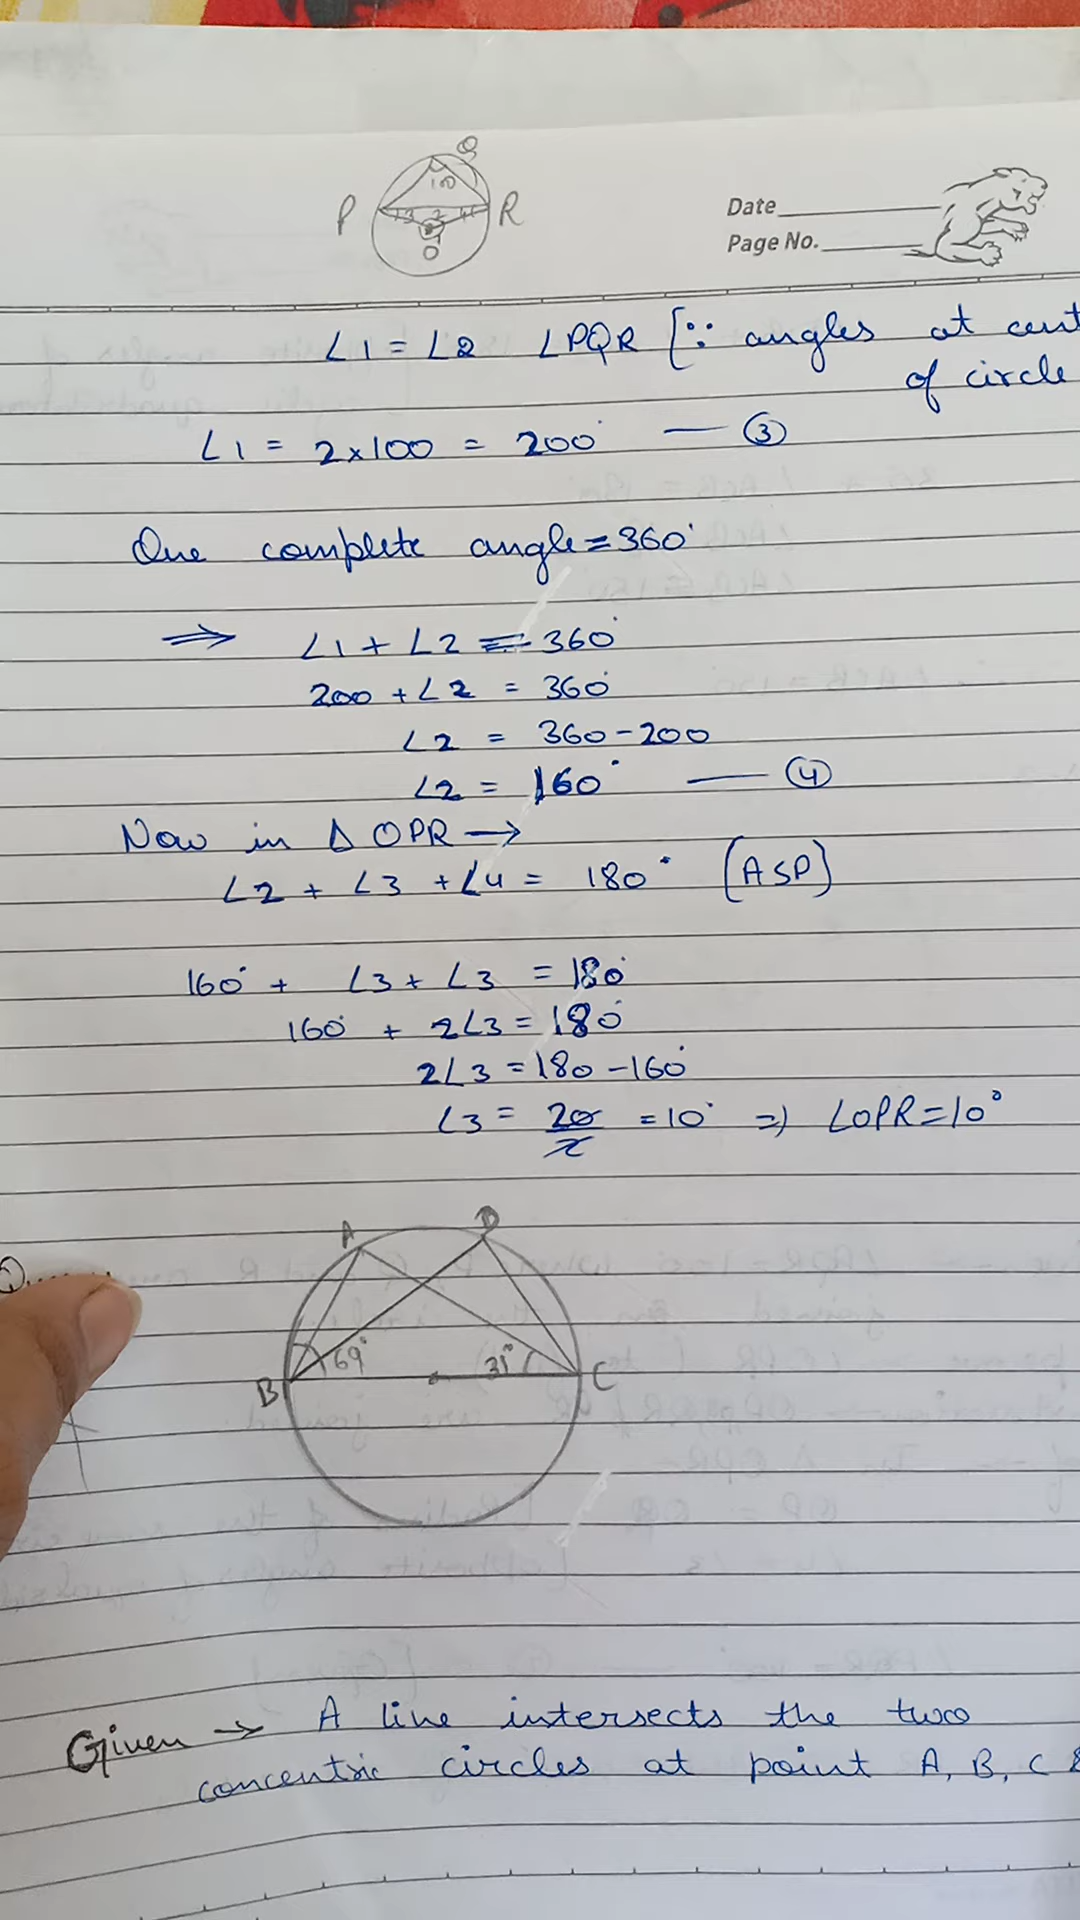 Q
100
P
R
3 2 4
O
Date
Page No.
∠1 = ∠2 ∠PQR [∵ angles at cent
of circle
∠1 = 2×100 = 200° — ③
One complete angle = 360°
⇒ ∠1 + ∠2 = 360°
200 + ∠2 = 360°
∠2 = 360-200
∠2 = 160° — ④
Now in Δ OPR →
∠2 + ∠3 + ∠4 = 180° (ASP)
160° + ∠3 + ∠3 = 180°
160° + 2∠3 = 180°
2∠3 = 180-160°
∠3 = 20/2 = 10° ⇒ ∠OPR = 10°
A
D
Q
69°
31°
B
C
Given → A line intersects the two
concentric circles at point A, B, C &